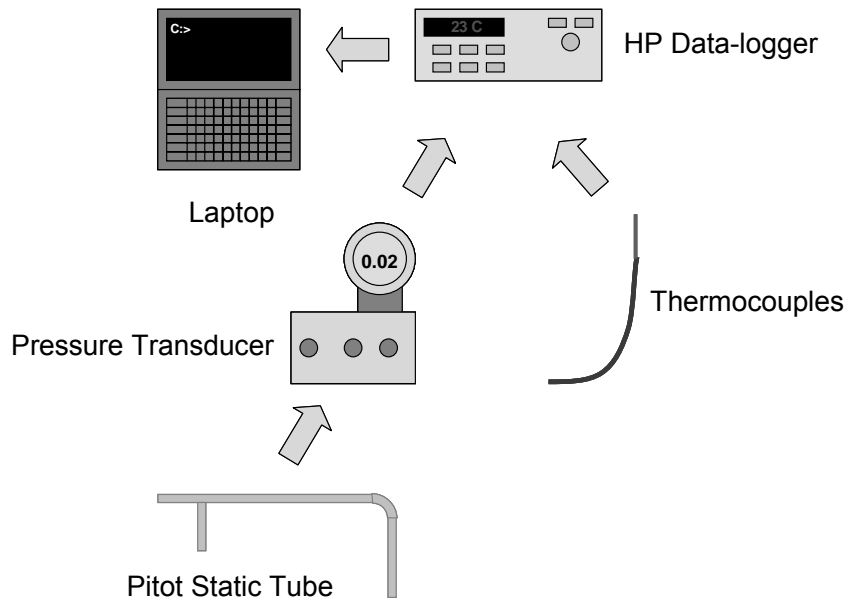 C:>
23 C
HP Data-logger
Laptop
0.02
Thermocouples
Pressure Transducer
Pitot Static Tube